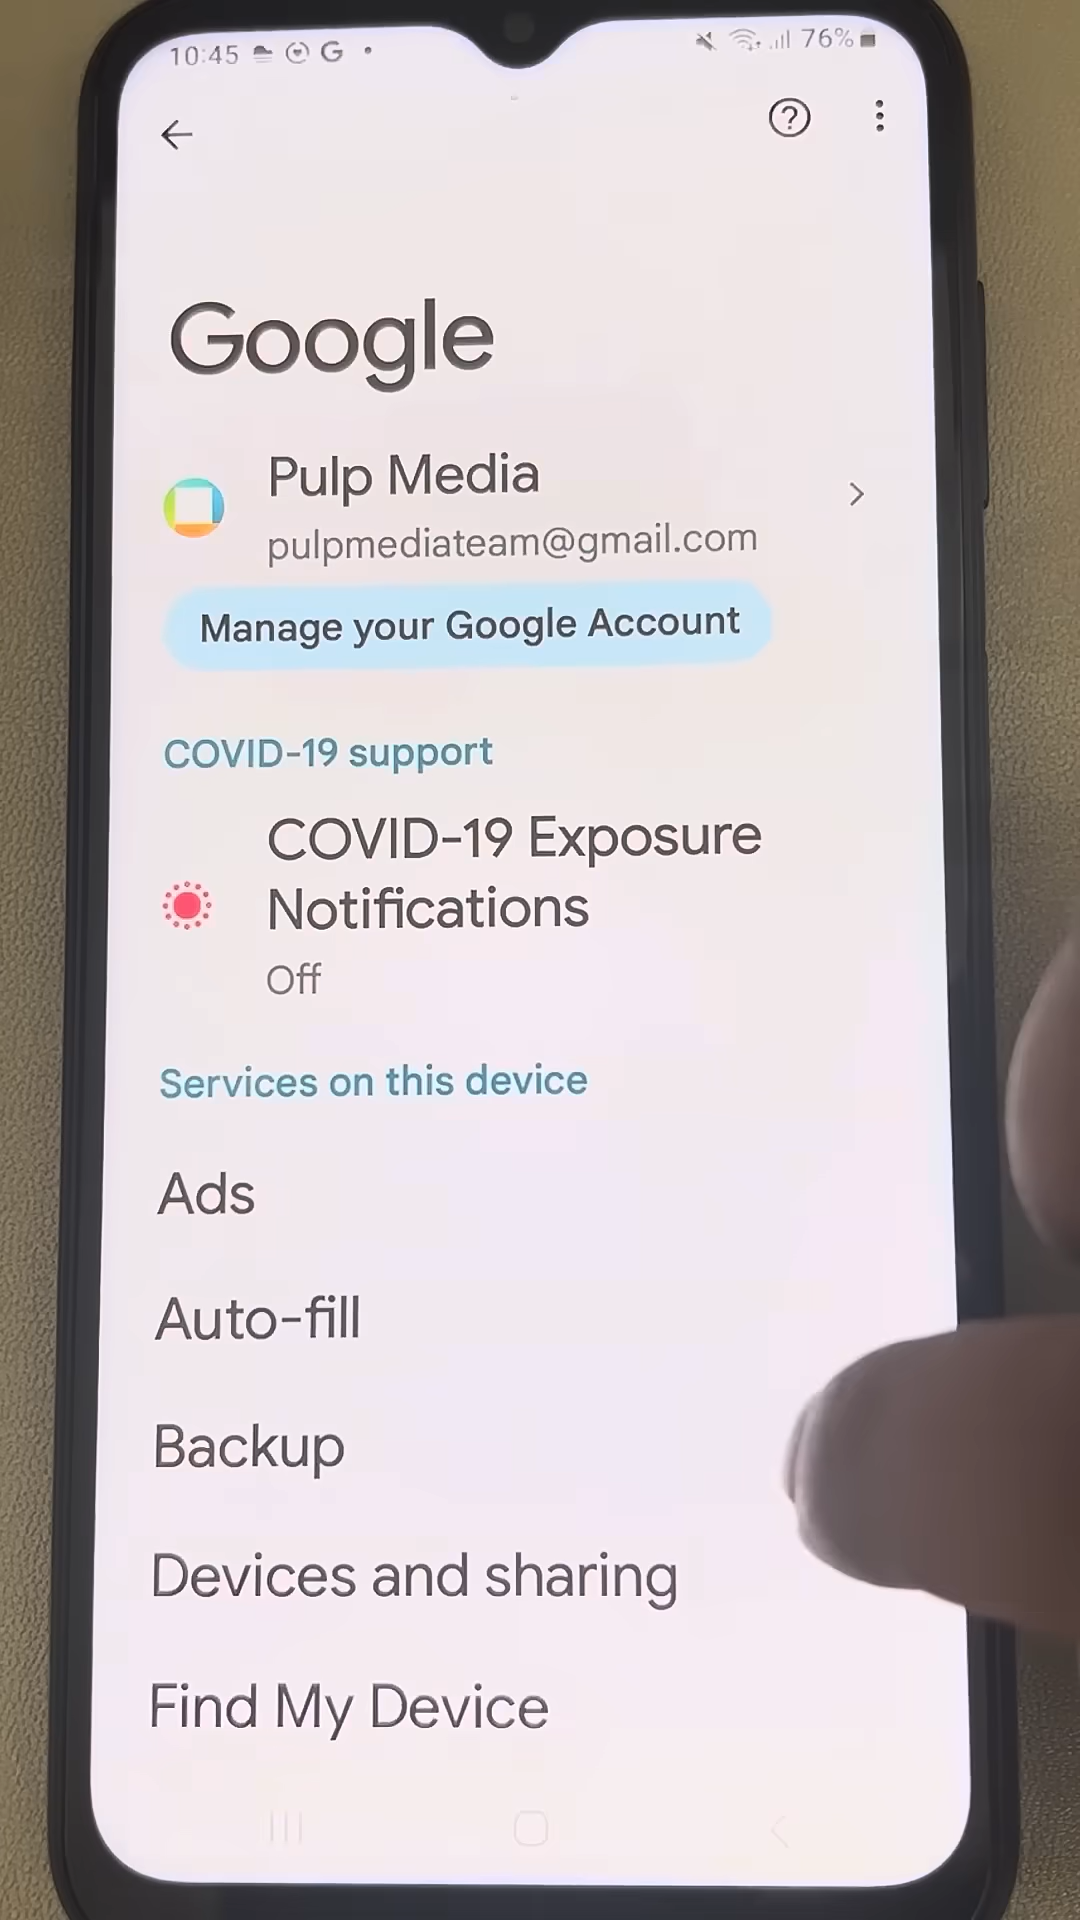 10:45 G 76%
Google
Pulp Media
pulpmediateam@gmail.com
Manage your Google Account
COVID-19 support
COVID-19 Exposure
Notifications
Off
Services on this device
Ads
Auto-fill
Backup
Devices and sharing
Find My Device